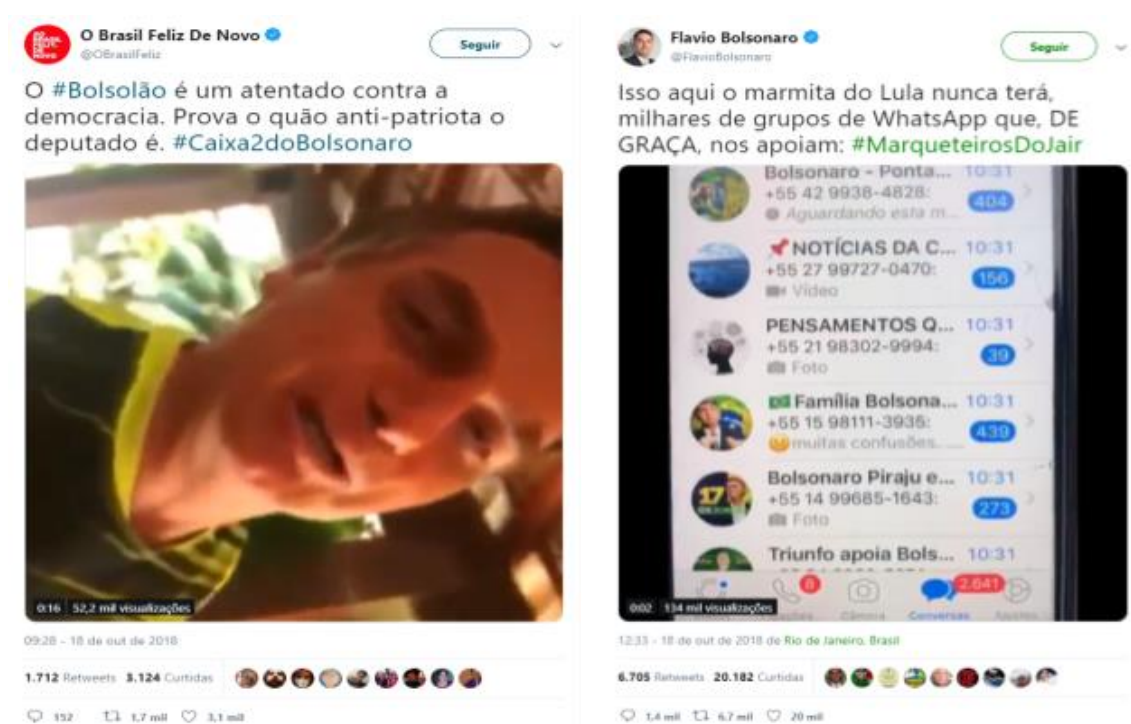 O Brasil Feliz De Novo
@OBrasilFeliz
Seguir
O #Bolsolão é um atentado contra a
democracia. Prova o quão anti-patriota o
deputado é. #Caixa2doBolsonaro
0:16 52,2 mil visualizações
09:28 - 18 de out de 2018
1.712 Retweets 3.124 Curtidas
152 1,7 mil 3,1 mil
Flavio Bolsonaro
@FlavioBolsonaro
Seguir
Isso aqui o marmita do Lula nunca terá,
milhares de grupos de WhatsApp que, DE
GRAÇA, nos apoiam: #MarqueteirosDoJair
Bolsonaro - Ponta... 10:31
+55 42 9938-4828: 404
Aguardando esta m...
NOTÍCIAS DA C... 10:31
+55 27 99727-0470: 156
Vídeo
PENSAMENTOS Q... 10:31
+55 21 98302-9994: 39
Foto
Família Bolsona... 10:31
+55 15 98111-3935: 439
muitas confusões.
17
Bolsonaro Piraju e... 10:31
+55 14 99685-1643: 273
Foto
Triunfo apoia Bols... 10:31
8 2.641
Conversas
0:02 134 mil visualizações
12:33 - 18 de out de 2018 de Rio de Janeiro, Brasil
6.705 Retweets 20.182 Curtidas
1,4 mil 6,7 mil 20 mil